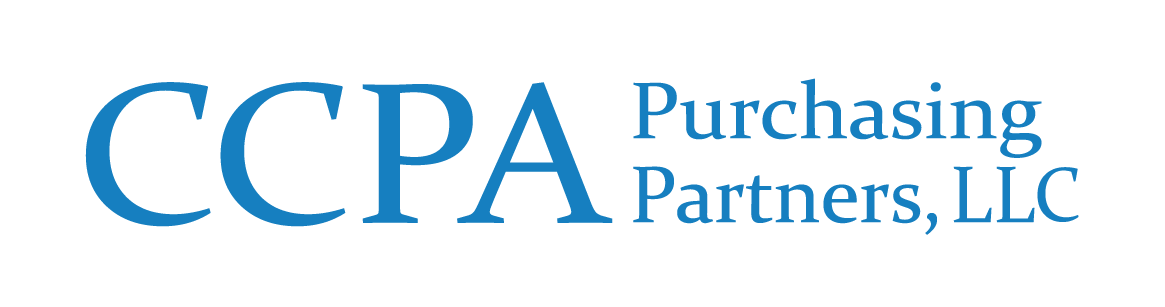 CCPA
Purchasing
Partners, LLC